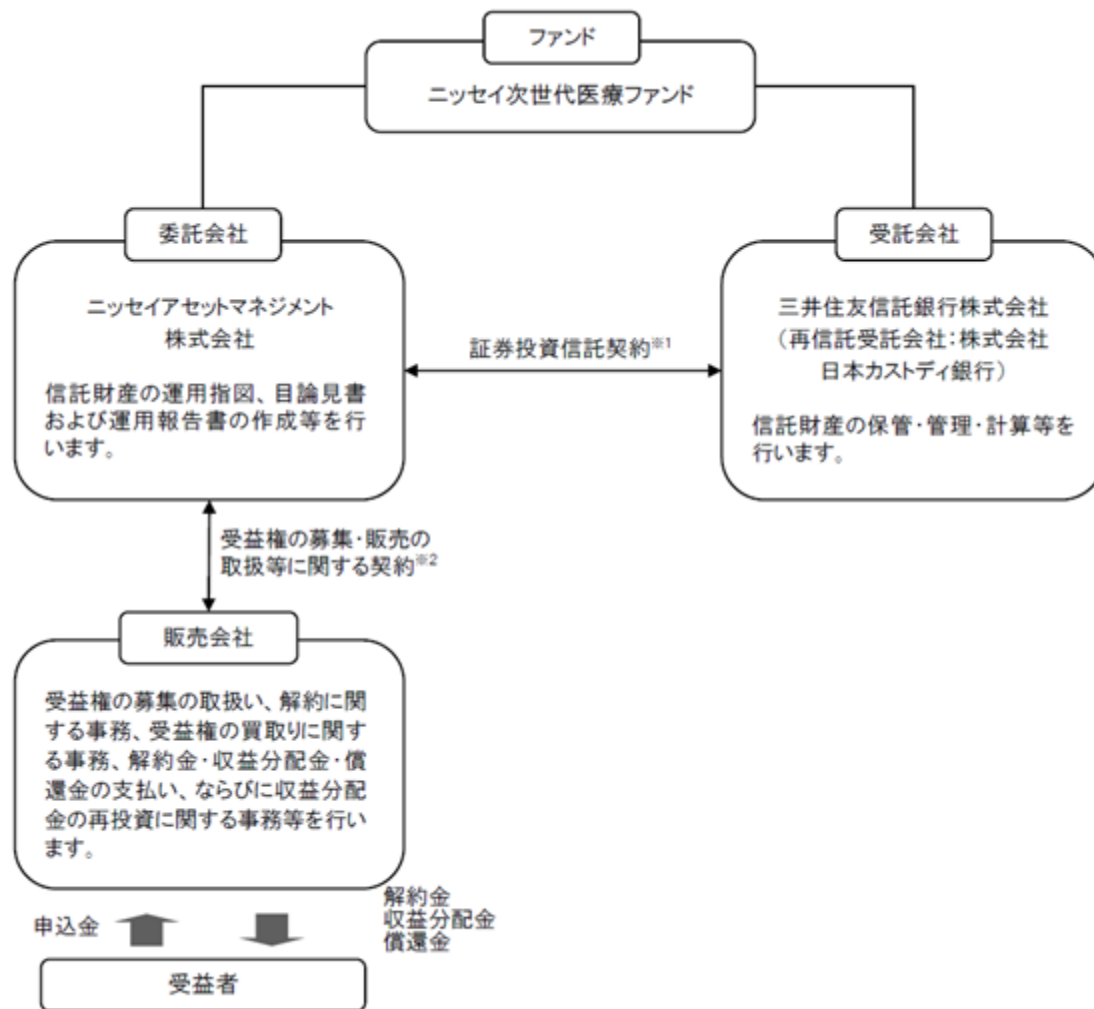 ファンド
ニッセイ次世代医療ファンド
委託会社
ニッセイアセットマネジメント
株式会社
信託財産の運用指図、目論見書
および運用報告書の作成等を行
います。
証券投資信託契約※1
受託会社
三井住友信託銀行株式会社
（再信託受託会社：株式会社
日本カストディ銀行）
信託財産の保管・管理・計算等を
行います。
受益権の募集・販売の
取扱等に関する契約※2
販売会社
受益権の募集の取扱い、解約に関
する事務、受益権の買取りに関す
る事務、解約金・収益分配金・償
還金の支払い、ならびに収益分配
金の再投資に関する事務等を行い
ます。
申込金
解約金
収益分配金
償還金
受益者